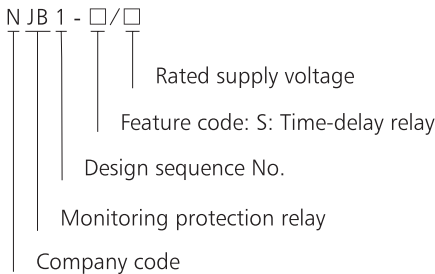 N JB 1 - □/□
Rated supply voltage
Feature code: S: Time-delay relay
Design sequence No.
Monitoring protection relay
Company code